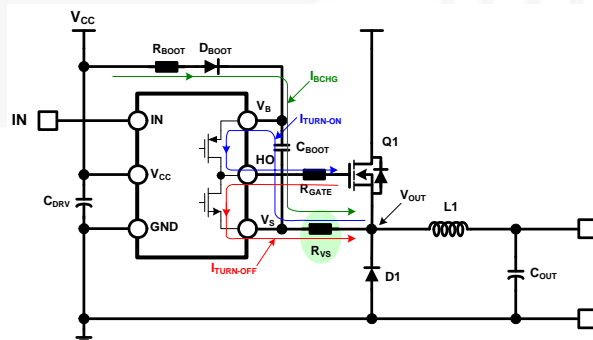 VCC
RBOOT
DBOOT
IBCHG
VB
IN
IN
ITURN-ON
CBOOT
Q1
HO
VCC
RGATE
CDRV
VOUT
L1
GND
VS
RVS
ITURN-OFF
D1
COUT